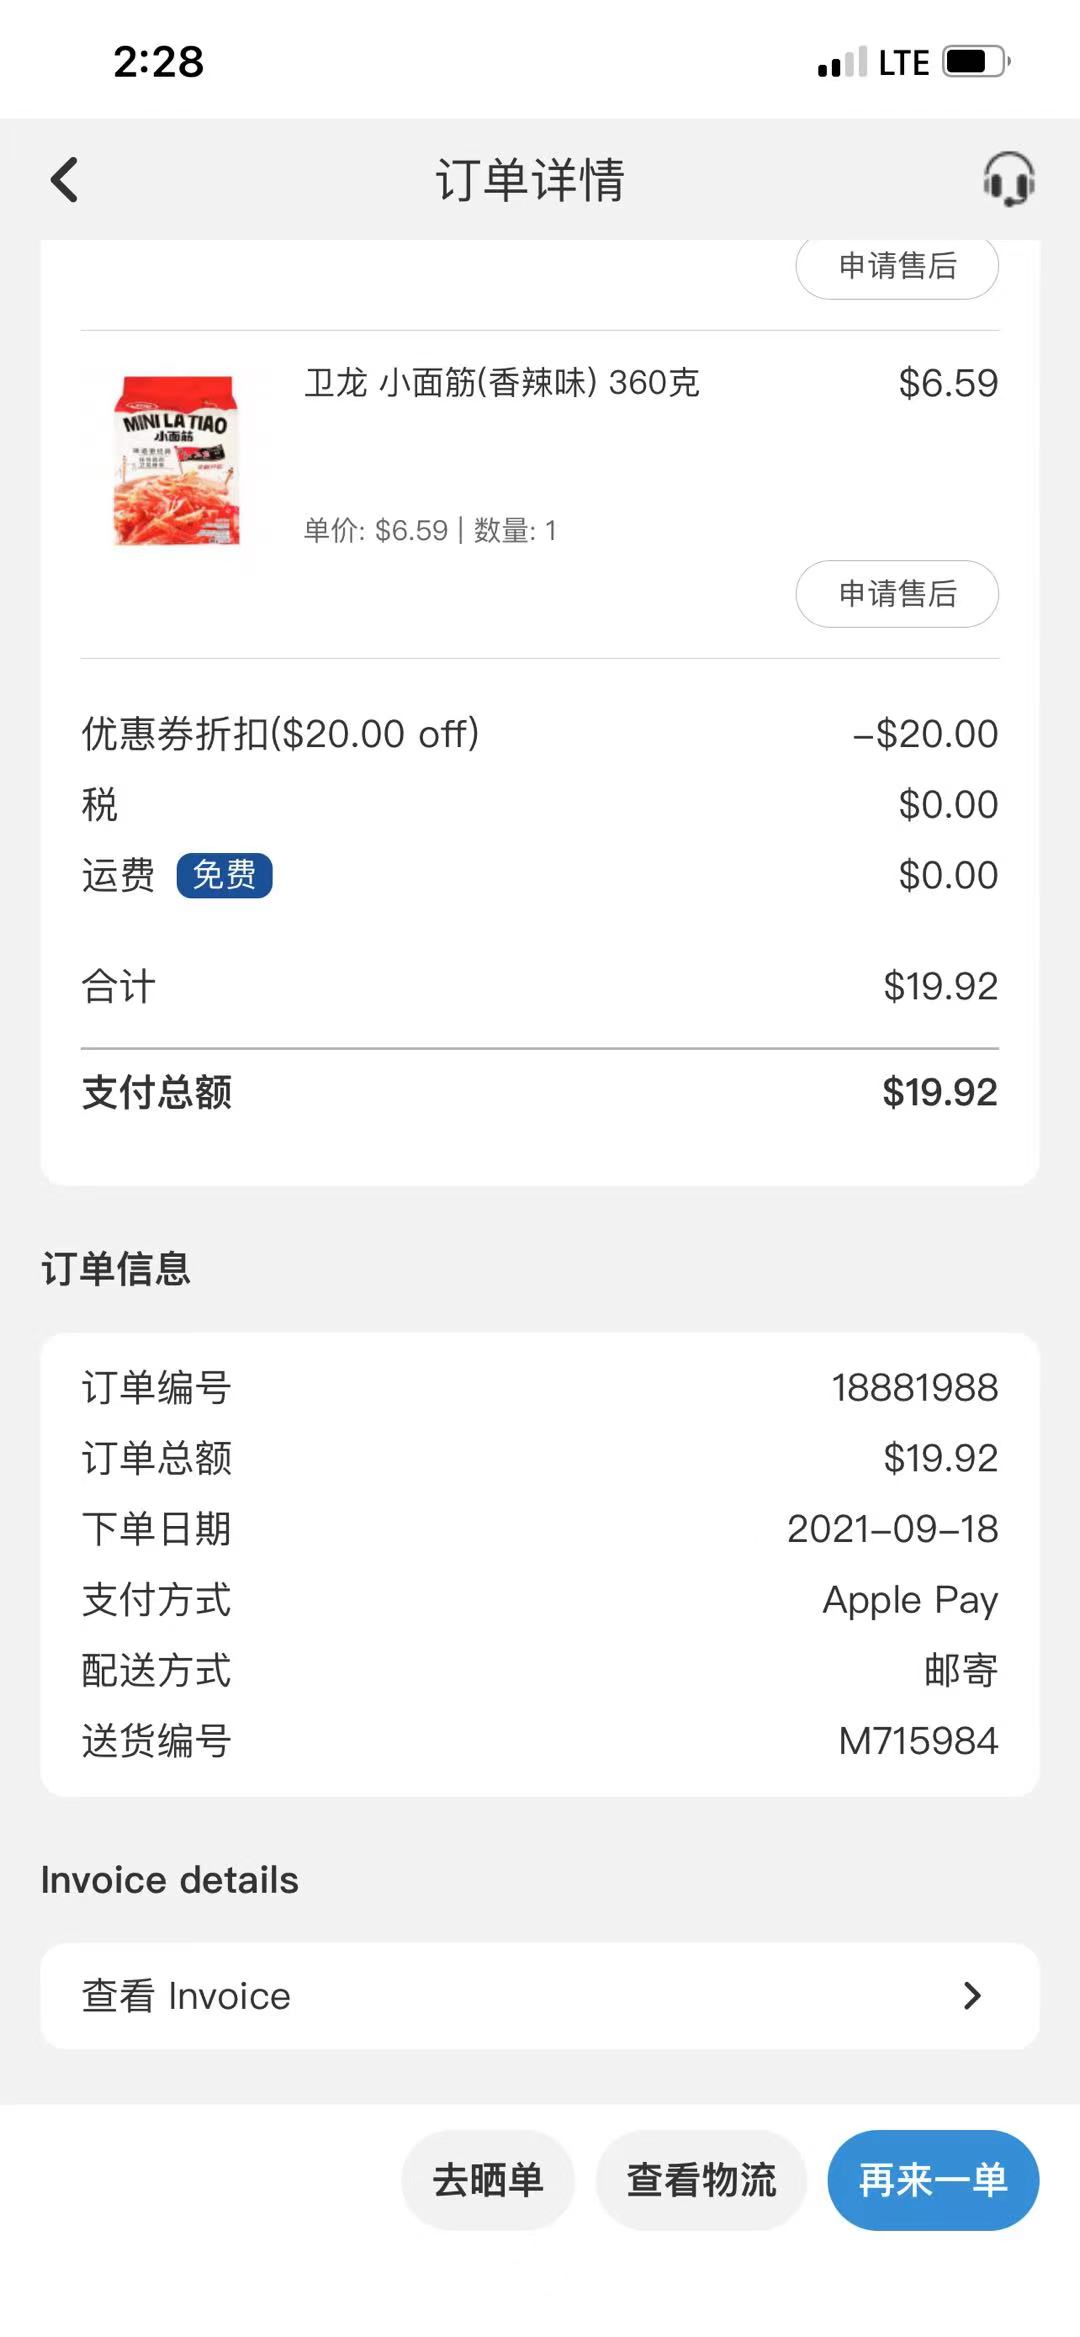 2:28
LTE
订单详情
申请售后
卫龙 小面筋(香辣味) 360克
$6.59
MINI LA TIAO
小面筋
单价: $6.59 | 数量: 1
申请售后
优惠券折扣($20.00 off)
-$20.00
税
$0.00
运费 免费
$0.00
合计
$19.92
支付总额
$19.92
订单信息
订单编号
18881988
订单总额
$19.92
下单日期
2021-09-18
支付方式
Apple Pay
配送方式
邮寄
送货编号
M715984
Invoice details
查看 Invoice
去晒单
查看物流
再来一单